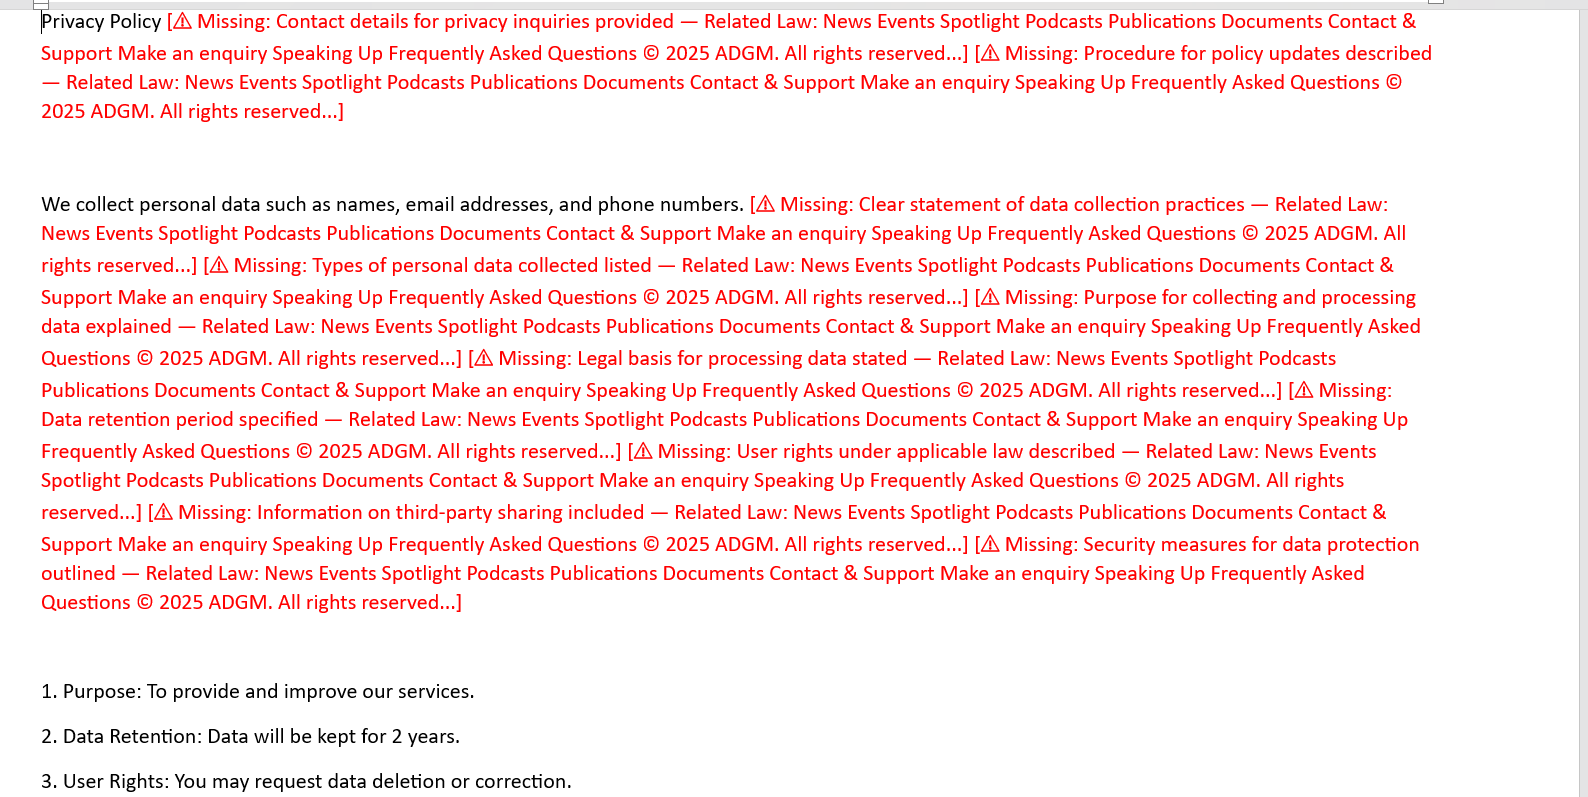 Privacy Policy [⚠ Missing: Contact details for privacy inquiries provided — Related Law: News Events Spotlight Podcasts Publications Documents Contact &
Support Make an enquiry Speaking Up Frequently Asked Questions © 2025 ADGM. All rights reserved...] [⚠ Missing: Procedure for policy updates described
— Related Law: News Events Spotlight Podcasts Publications Documents Contact & Support Make an enquiry Speaking Up Frequently Asked Questions ©
2025 ADGM. All rights reserved...]
We collect personal data such as names, email addresses, and phone numbers. [⚠ Missing: Clear statement of data collection practices — Related Law:
News Events Spotlight Podcasts Publications Documents Contact & Support Make an enquiry Speaking Up Frequently Asked Questions © 2025 ADGM. All
rights reserved...] [⚠ Missing: Types of personal data collected listed — Related Law: News Events Spotlight Podcasts Publications Documents Contact &
Support Make an enquiry Speaking Up Frequently Asked Questions © 2025 ADGM. All rights reserved...] [⚠ Missing: Purpose for collecting and processing
data explained — Related Law: News Events Spotlight Podcasts Publications Documents Contact & Support Make an enquiry Speaking Up Frequently Asked
Questions © 2025 ADGM. All rights reserved...] [⚠ Missing: Legal basis for processing data stated — Related Law: News Events Spotlight Podcasts
Publications Documents Contact & Support Make an enquiry Speaking Up Frequently Asked Questions © 2025 ADGM. All rights reserved...] [⚠ Missing:
Data retention period specified — Related Law: News Events Spotlight Podcasts Publications Documents Contact & Support Make an enquiry Speaking Up
Frequently Asked Questions © 2025 ADGM. All rights reserved...] [⚠ Missing: User rights under applicable law described — Related Law: News Events
Spotlight Podcasts Publications Documents Contact & Support Make an enquiry Speaking Up Frequently Asked Questions © 2025 ADGM. All rights
reserved...] [⚠ Missing: Information on third-party sharing included — Related Law: News Events Spotlight Podcasts Publications Documents Contact &
Support Make an enquiry Speaking Up Frequently Asked Questions © 2025 ADGM. All rights reserved...] [⚠ Missing: Security measures for data protection
outlined — Related Law: News Events Spotlight Podcasts Publications Documents Contact & Support Make an enquiry Speaking Up Frequently Asked
Questions © 2025 ADGM. All rights reserved...]
1. Purpose: To provide and improve our services.
2. Data Retention: Data will be kept for 2 years.
3. User Rights: You may request data deletion or correction.